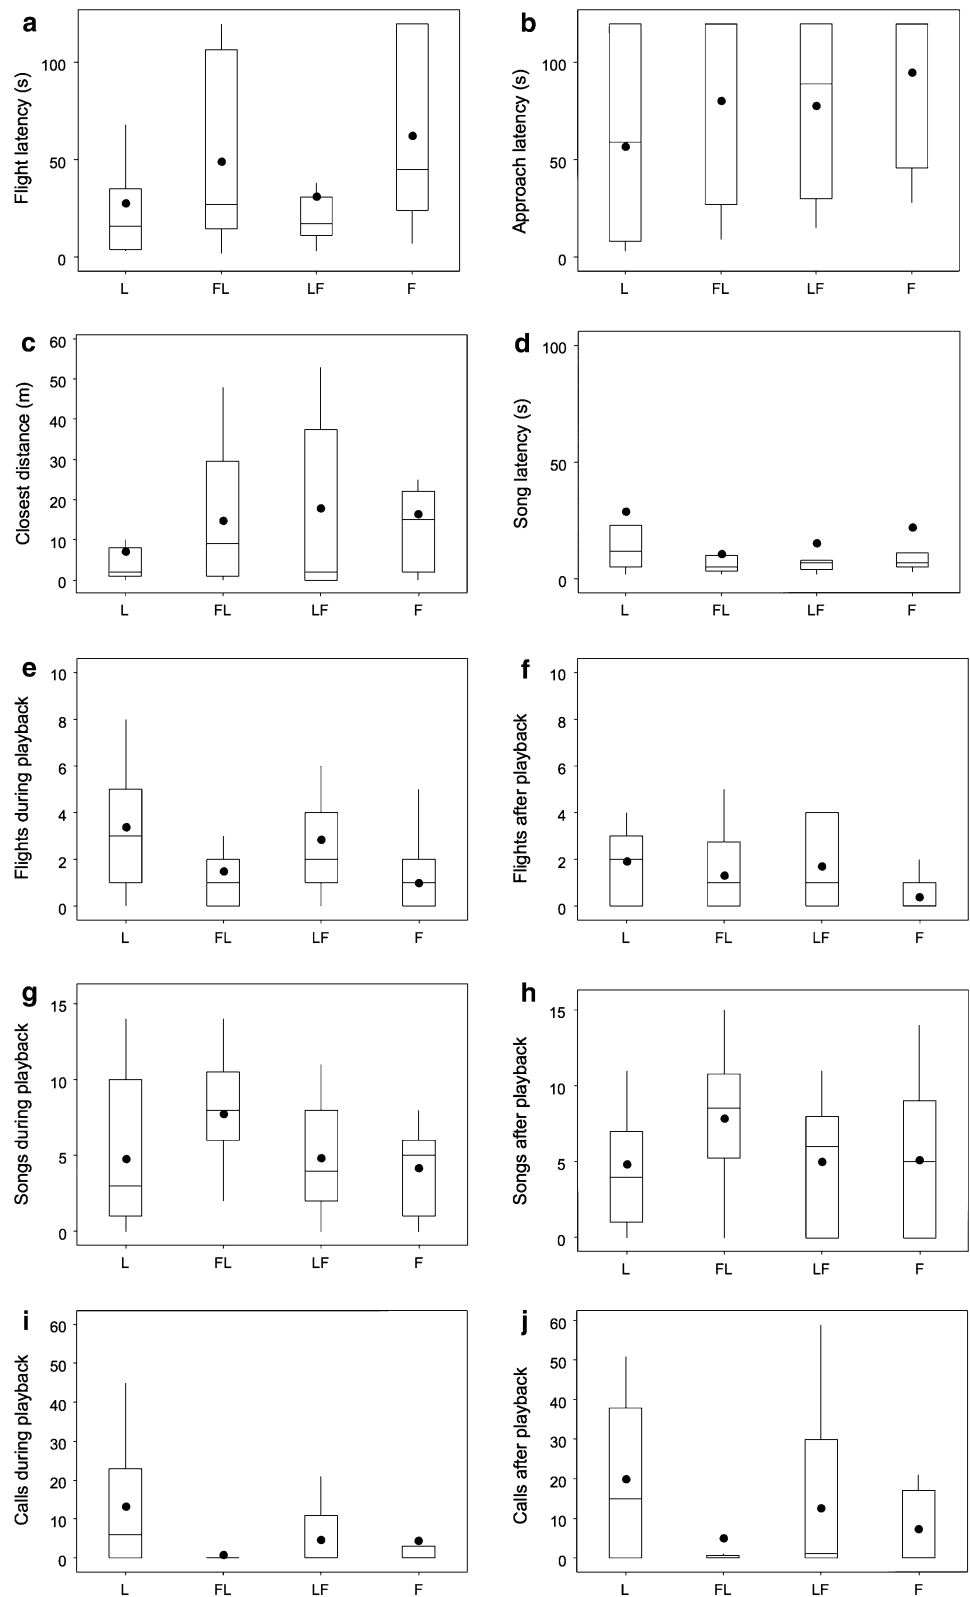 a
Flight latency (s)
100
50
0
L FL LF F
b
Approach latency (s)
100
50
0
L FL LF F
c
Closest distance (m)
60
50
40
30
20
10
0
L FL LF F
d
Song latency (s)
100
50
0
L FL LF F
e
Flights during playback
10
8
6
4
2
0
L FL LF F
f
Flights after playback
10
8
6
4
2
0
L FL LF F
g
Songs during playback
15
10
5
0
L FL LF F
h
Songs after playback
15
10
5
0
L FL LF F
i
Calls during playback
60
50
40
30
20
10
0
L FL LF F
j
Calls after playback
60
50
40
30
20
10
0
L FL LF F